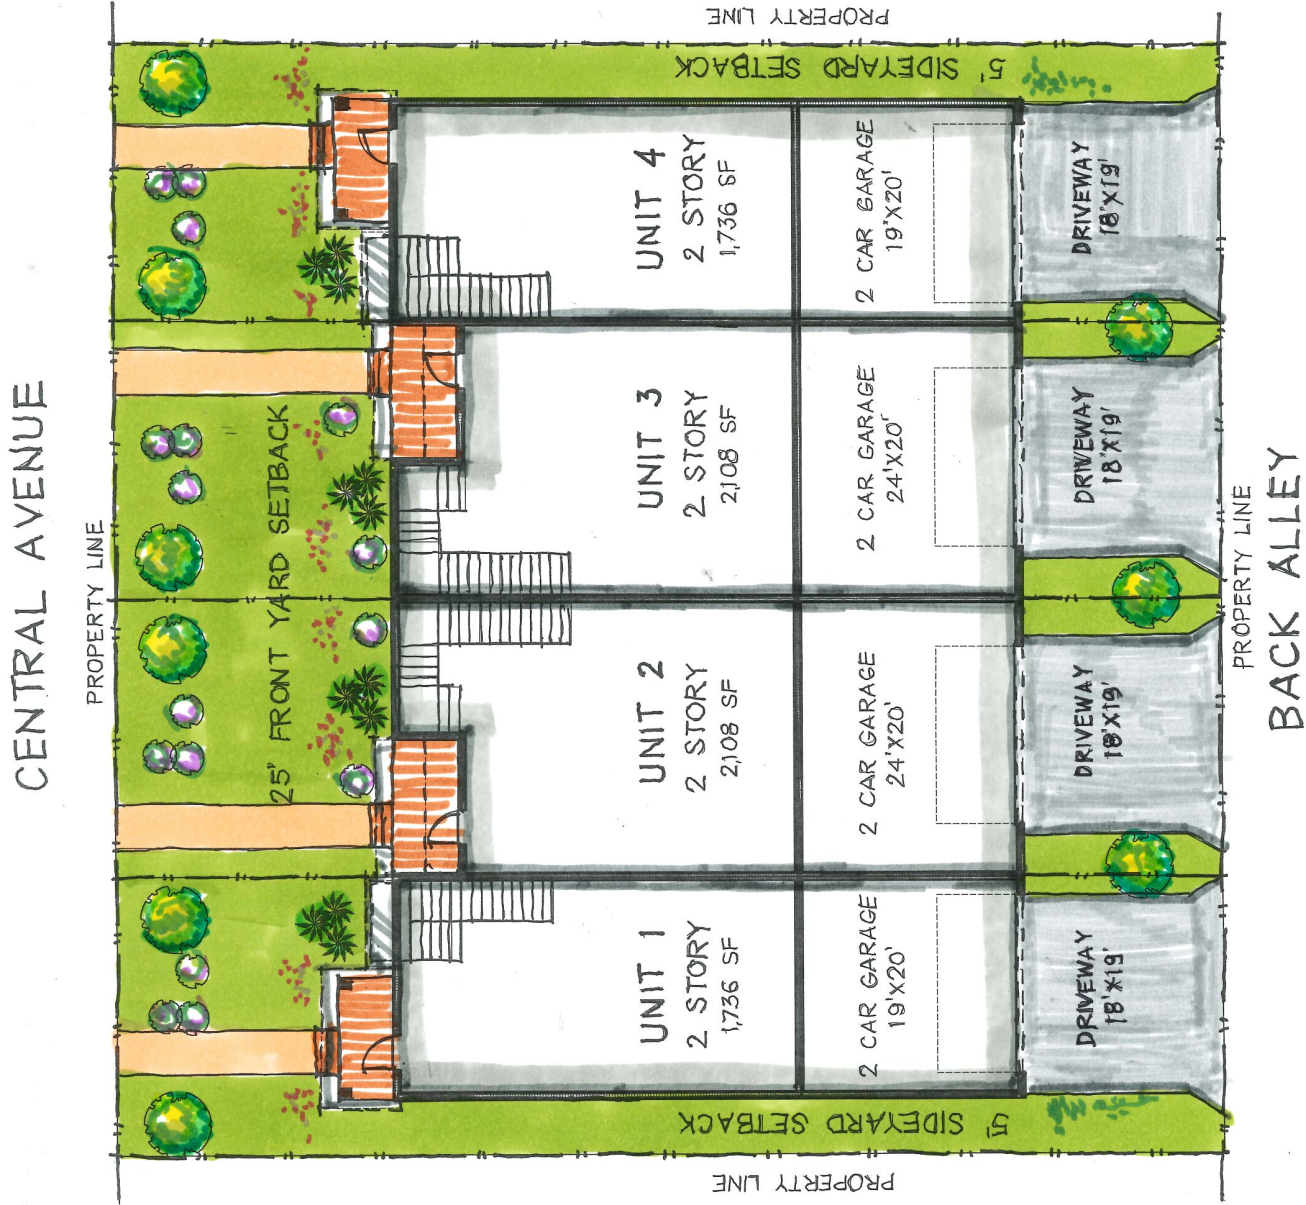 CENTRAL AVENUE
PROPERTY LINE
25' FRONT YARD SETBACK
PROPERTY LINE
5' SIDEYARD SETBACK
UNIT 1
2 STORY
1,736 SF
UNIT 2
2 STORY
2,108 SF
UNIT 3
2 STORY
2,108 SF
UNIT 4
2 STORY
1,736 SF
2 CAR GARAGE
19'X20'
2 CAR GARAGE
24'X20'
2 CAR GARAGE
24'X20'
2 CAR GARAGE
19'X20'
DRIVEWAY
18'X19'
DRIVEWAY
18'X19'
DRIVEWAY
18'X19'
DRIVEWAY
18'X19'
5' SIDEYARD SETBACK
PROPERTY LINE
PROPERTY LINE
BACK ALLEY